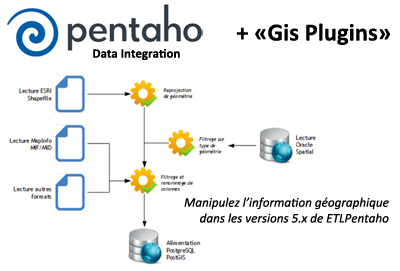 pentaho
Data Integration
+ «Gis Plugins»
Lecture ESRI
Shapefile
Reprojection
de géométrie
Lecture MapInfo
MIF/MID
Filtrage sur
type de
géométrie
Lecture
Oracle
Spatial
Lecture autres
formats
Filtrage et
renommage de
colonnes
Manipulez l’information géographique
dans les versions 5.x de ETLPentaho
Alimentation
PostgreSQL
PostGIS